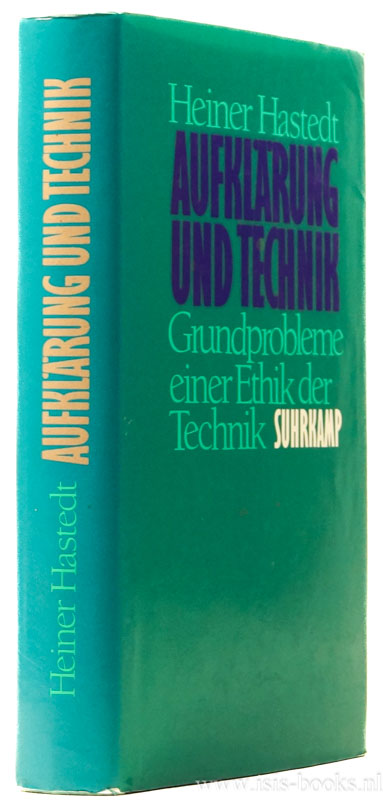 Heiner Hastedt
AUFKLÄRUNG
UND TECHNIK
Grundprobleme
einer Ethik der
Technik SUHRKAMP
Heiner Hastedt AUFKLÄRUNG UND TECHNIK
www.isis-books.nl